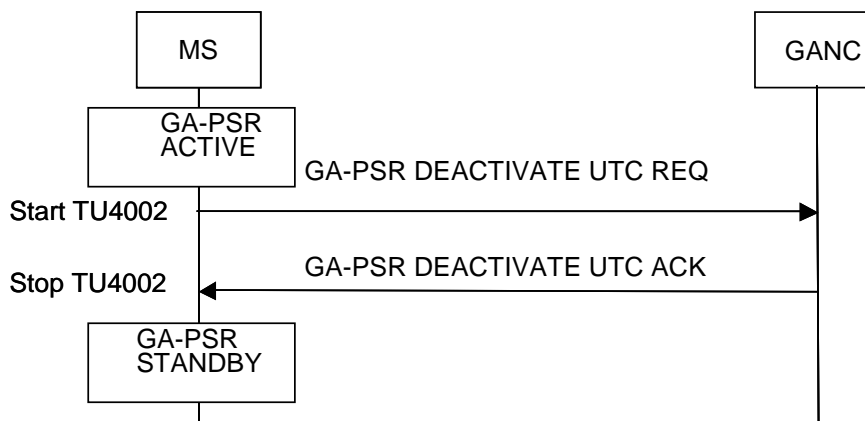 MS
GANC
GA-PSR
ACTIVE
GA-PSR DEACTIVATE UTC REQ
Start TU4002
GA-PSR DEACTIVATE UTC ACK
Stop TU4002
GA-PSR
STANDBY